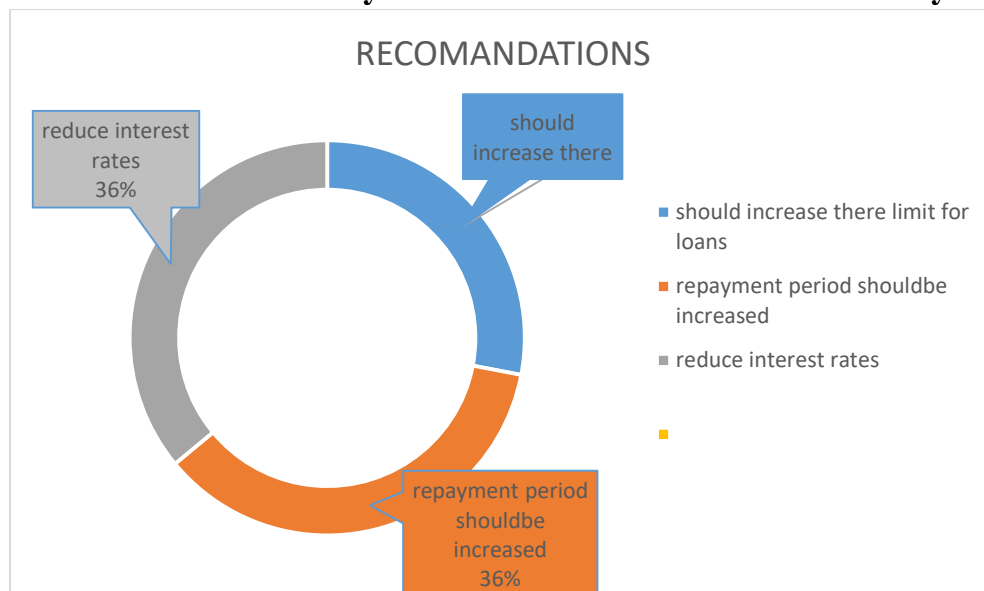 RECOMANDATIONS
reduce interest
rates
36%
should
increase there
should increase there limit for
loans
repayment period shouldbe
increased
reduce interest rates
repayment period
shouldbe
increased
36%